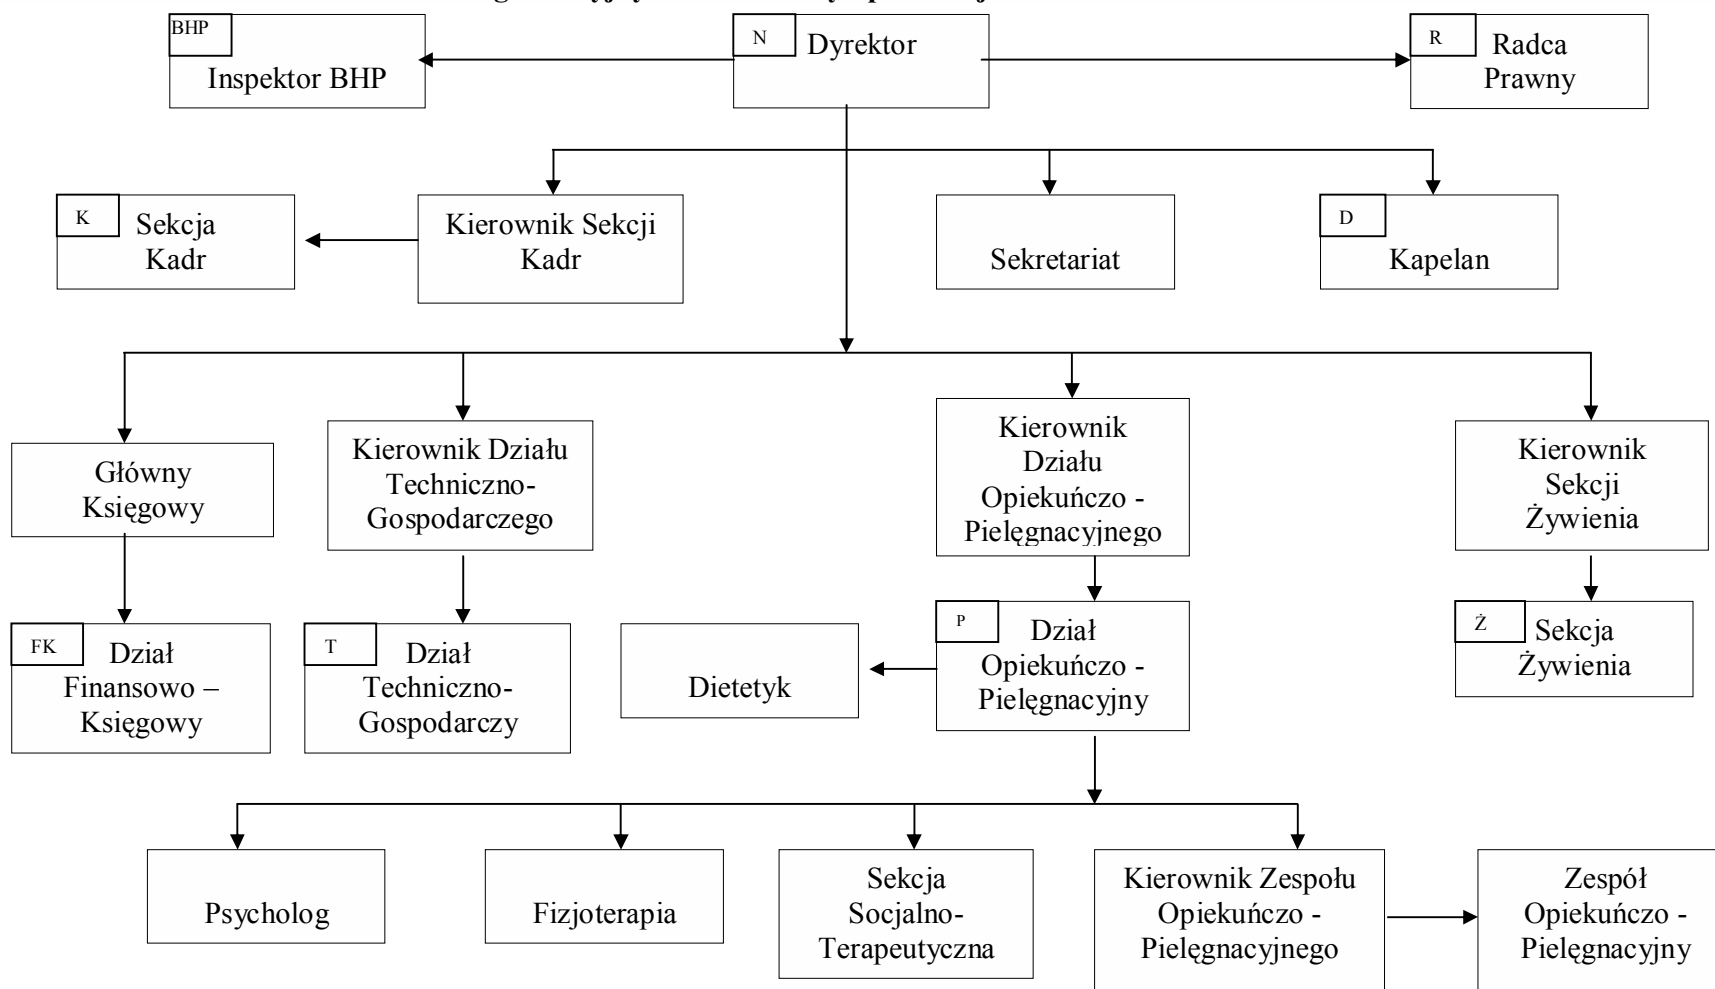 BHP
Inspektor BHP
N
Dyrektor
R
Radca
Prawny
K
Sekcja
Kadr
Kierownik Sekcji
Kadr
Sekretariat
D
Kapelan
Główny
Księgowy
Kierownik Działu
Techniczno-
Gospodarczego
Kierownik
Działu
Opiekuńczo -
Pielęgnacyjnego
Kierownik
Sekcji
Żywienia
FK
Dział
Finansowo –
Księgowy
T
Dział
Techniczno-
Gospodarczy
Dietetyk
P
Dział
Opiekuńczo -
Pielęgnacyjny
Ż
Sekcja
Żywienia
Psycholog
Fizjoterapia
Sekcja
Socjalno-
Terapeutyczna
Kierownik Zespołu
Opiekuńczo -
Pielęgnacyjnego
Zespół
Opiekuńczo -
Pielęgnacyjny